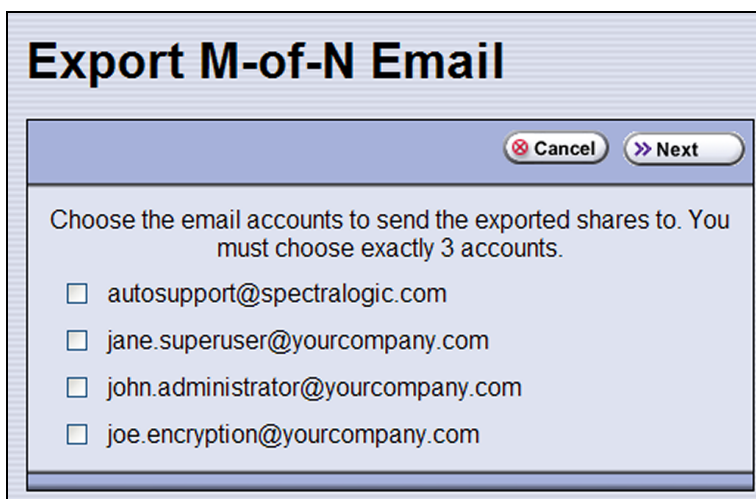 Export M-of-N Email
Cancel
Next
Choose the email accounts to send the exported shares to. You
must choose exactly 3 accounts.
autosupport@spectralogic.com
jane.superuser@yourcompany.com
john.administrator@yourcompany.com
joe.encryption@yourcompany.com